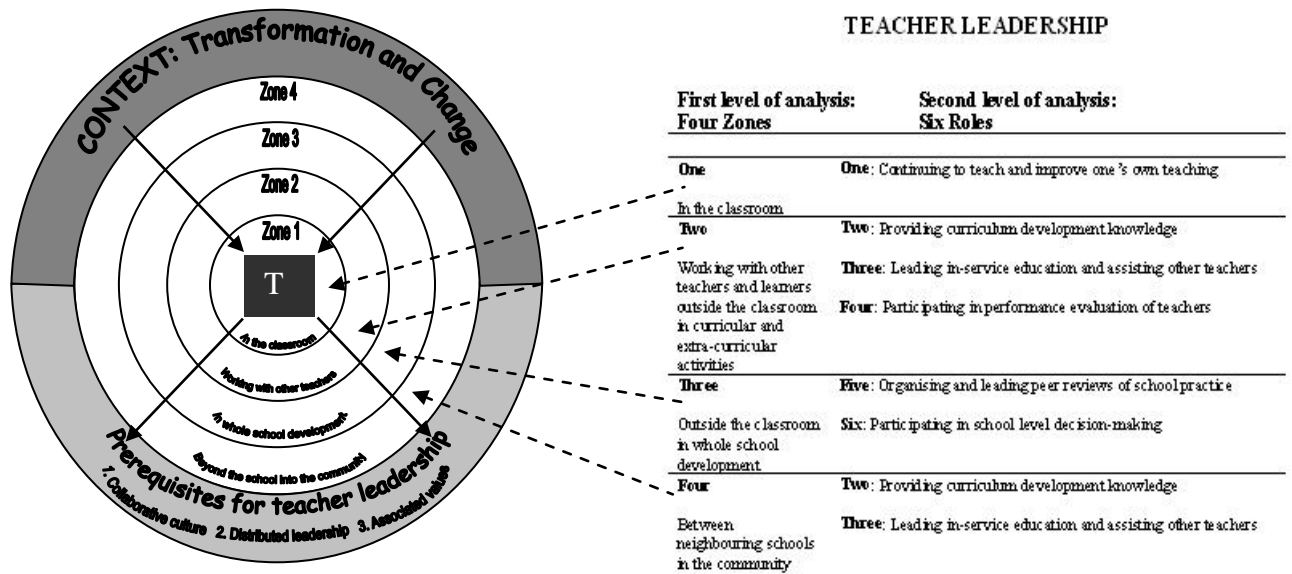 CONTEXT: Transformation and Change
Zone 4
Zone 3
Zone 2
Zone 1
T
In the classroom
Working with other teachers
In whole school development
Beyond the school into the community
Prerequisites for teacher leadership
1. Collaborative culture 2. Distributed leadership 3. Associated values
TEACHER LEADERSHIP
First level of analysis: Second level of analysis:
Four Zones Six Roles
One One: Continuing to teach and improve one's own teaching
In the classroom
Two Two: Providing curriculum development knowledge
Working with other Three: Leading in-service education and assisting other teachers
teachers and learners
outside the classroom Four: Participating in performance evaluation of teachers
in curricular and
extra-curricular
activities
Three Five: Organising and leading peer reviews of school practice
Outside the classroom Six: Participating in school level decision-making
in whole school
development
Four Two: Providing curriculum development knowledge
Between Three: Leading in-service education and assisting other teachers
neighbouring schools
in the community